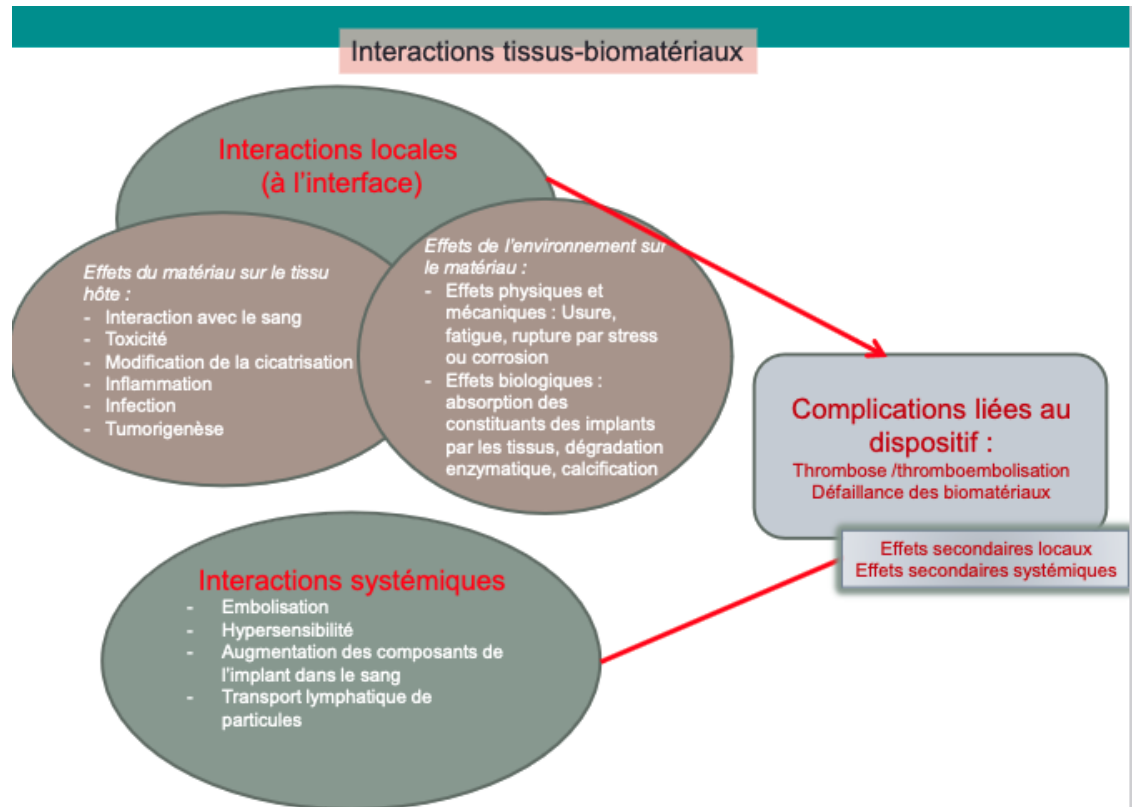 Interactions tissus-biomatériaux
Interactions locales
(à l'interface)
Effets du matériau sur le tissu
hôte :
- Interaction avec le sang
- Toxicité
- Modification de la cicatrisation
- Inflammation
- Infection
- Tumorigenèse
Effets de l'environnement sur
le matériau :
- Effets physiques et
mécaniques : Usure,
fatigue, rupture par stress
ou corrosion
- Effets biologiques :
absorption des
constituants des implants
par les tissus, dégradation
enzymatique, calcification
Complications liées au
dispositif :
Thrombose /thromboembolisation
Défaillance des biomatériaux
Effets secondaires locaux
Effets secondaires systémiques
Interactions systémiques
- Embolisation
- Hypersensibilité
- Augmentation des composants de
l'implant dans le sang
- Transport lymphatique de
particules